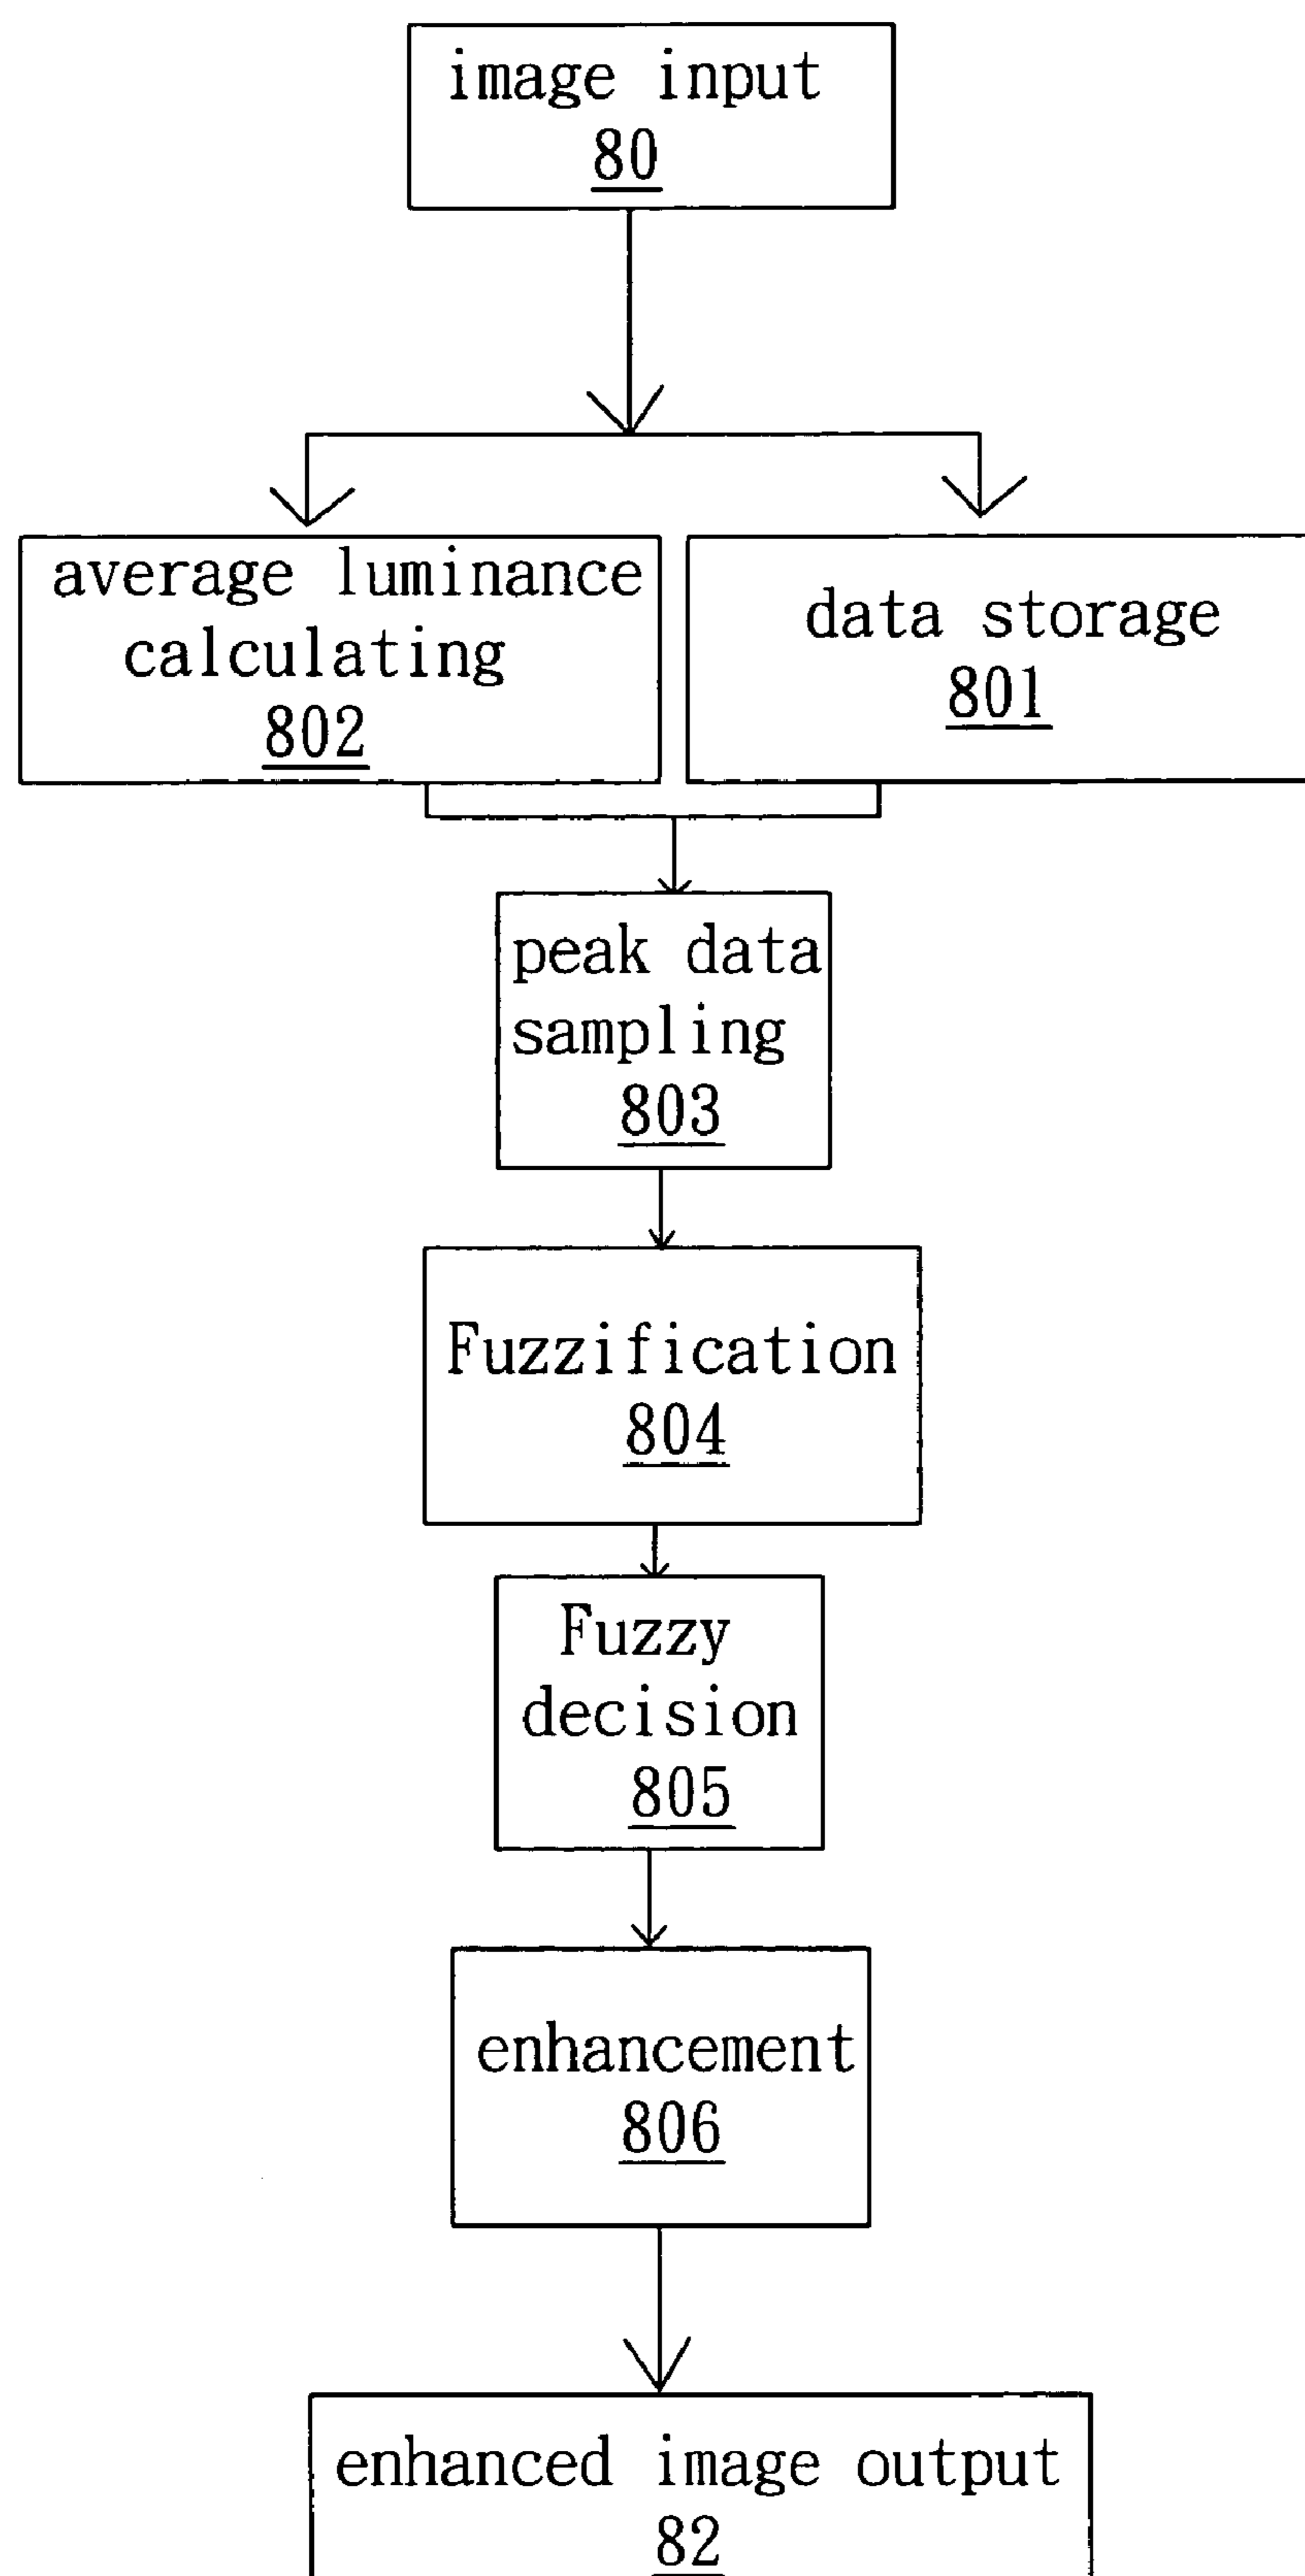 image input
80
average luminance
calculating
802
data storage
801
peak data
sampling
803
Fuzzification
804
Fuzzy
decision
805
enhancement
806
enhanced image output
82